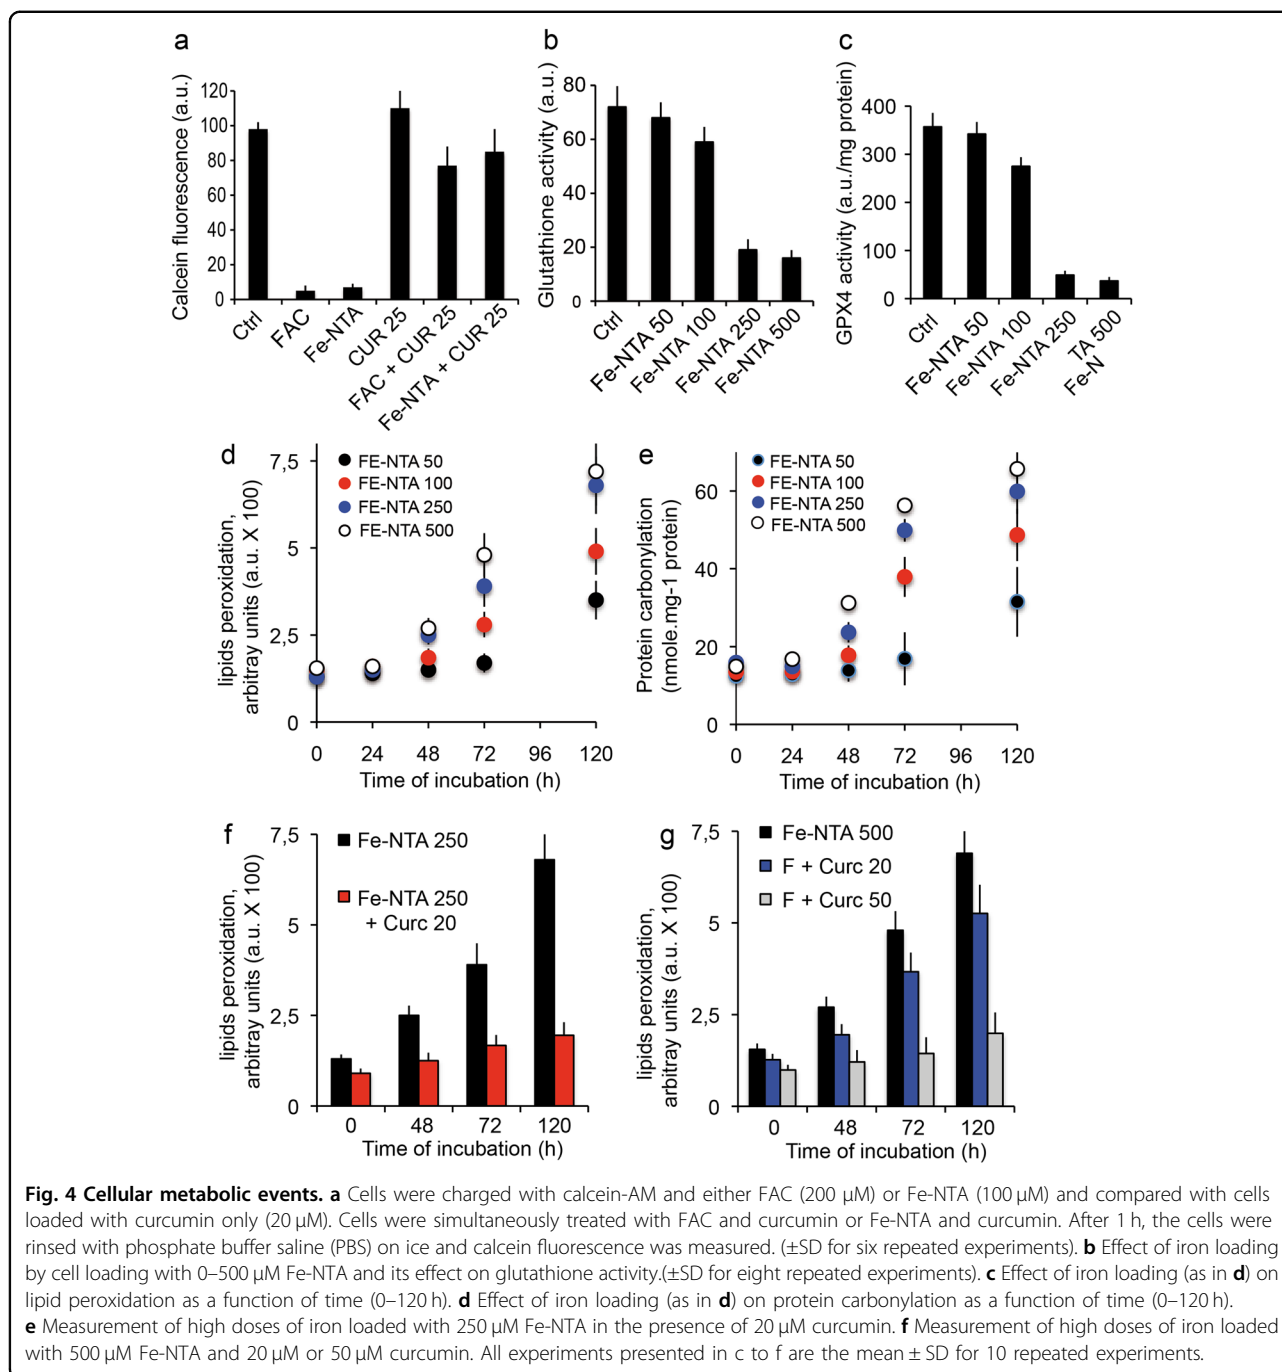 a
Calcein fluorescence (a.u.)
120
100
80
60
40
20
0
Ctrl
FAC
Fe-NTA
CUR 25
FAC + CUR 25
Fe-NTA + CUR 25
b
Glutathione activity (a.u.)
80
60
40
20
0
Ctrl
Fe-NTA 50
Fe-NTA 100
Fe-NTA 250
Fe-NTA 500
c
GPX4 activity (a.u./mg protein)
400
300
200
100
0
Ctrl
Fe-NTA 50
Fe-NTA 100
Fe-NTA 250
Fe-N TA 500
d
lipids peroxidation,
arbitray units (a.u. X 100)
7,5
5
2,5
0
FE-NTA 50
FE-NTA 100
FE-NTA 250
FE-NTA 500
0 24 48 72 96 120
Time of incubation (h)
e
Protein carbonylation
(nmole.mg-1 protein)
60
40
20
0
FE-NTA 50
FE-NTA 100
FE-NTA 250
FE-NTA 500
0 24 48 72 96 120
Time of incubation (h)
f
lipids peroxidation,
arbitray units (a.u. X 100)
7,5
5
2,5
0
Fe-NTA 250
Fe-NTA 250
+ Curc 20
0 48 72 120
Time of incubation (h)
g
lipids peroxidation,
arbitray units (a.u. X 100)
7,5
5
2,5
0
Fe-NTA 500
F + Curc 20
F + Curc 50
0 48 72 120
Time of incubation (h)
Fig. 4 Cellular metabolic events. a Cells were charged with calcein-AM and either FAC (200 µM) or Fe-NTA (100 µM) and compared with cells
loaded with curcumin only (20 µM). Cells were simultaneously treated with FAC and curcumin or Fe-NTA and curcumin. After 1 h, the cells were
rinsed with phosphate buffer saline (PBS) on ice and calcein fluorescence was measured. (±SD for six repeated experiments). b Effect of iron loading
by cell loading with 0–500 µM Fe-NTA and its effect on glutathione activity.(±SD for eight repeated experiments). c Effect of iron loading (as in d) on
lipid peroxidation as a function of time (0–120 h). d Effect of iron loading (as in d) on protein carbonylation as a function of time (0–120 h).
e Measurement of high doses of iron loaded with 250 µM Fe-NTA in the presence of 20 µM curcumin. f Measurement of high doses of iron loaded
with 500 µM Fe-NTA and 20 µM or 50 µM curcumin. All experiments presented in c to f are the mean ± SD for 10 repeated experiments.